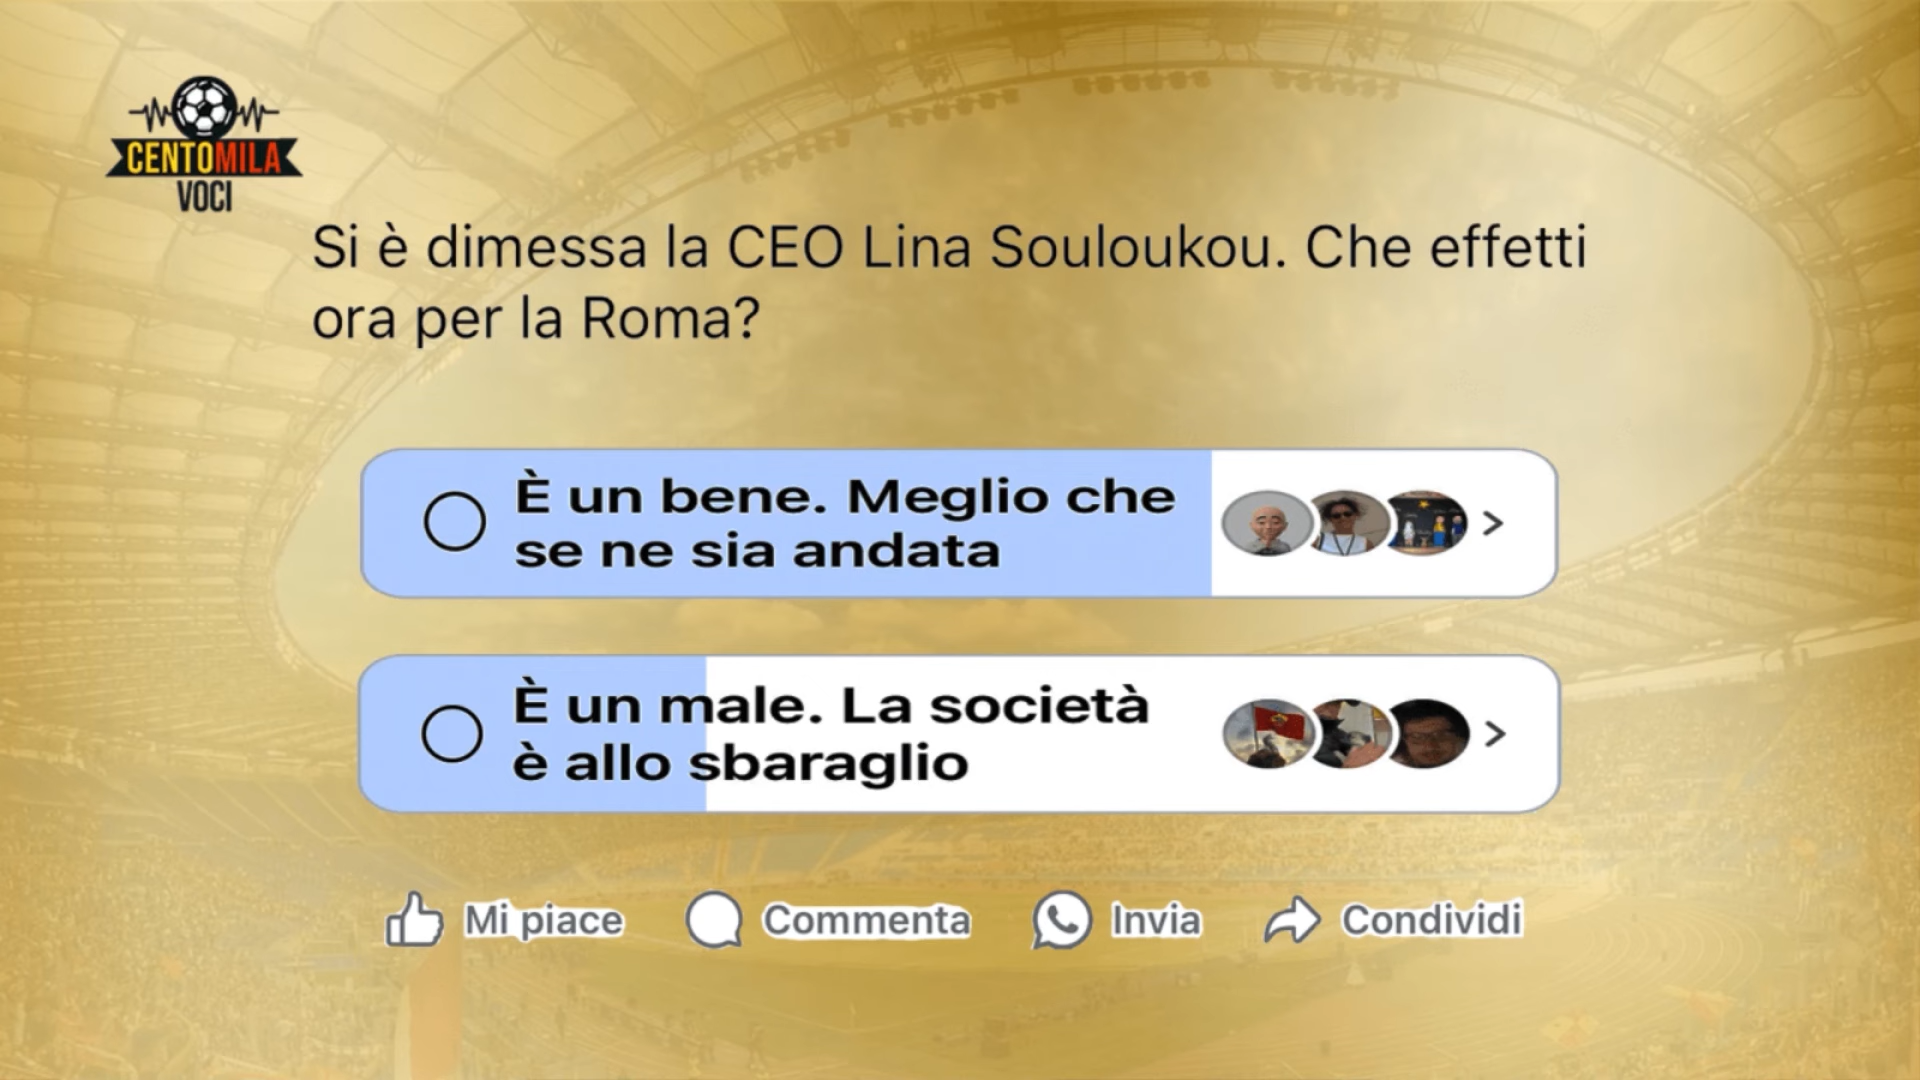 CENTOMILA
VOCI
Si è dimessa la CEO Lina Souloukou. Che effetti
ora per la Roma?
È un bene. Meglio che
se ne sia andata
È un male. La società
è allo sbaraglio
Mi piace Commenta Invia Condividi